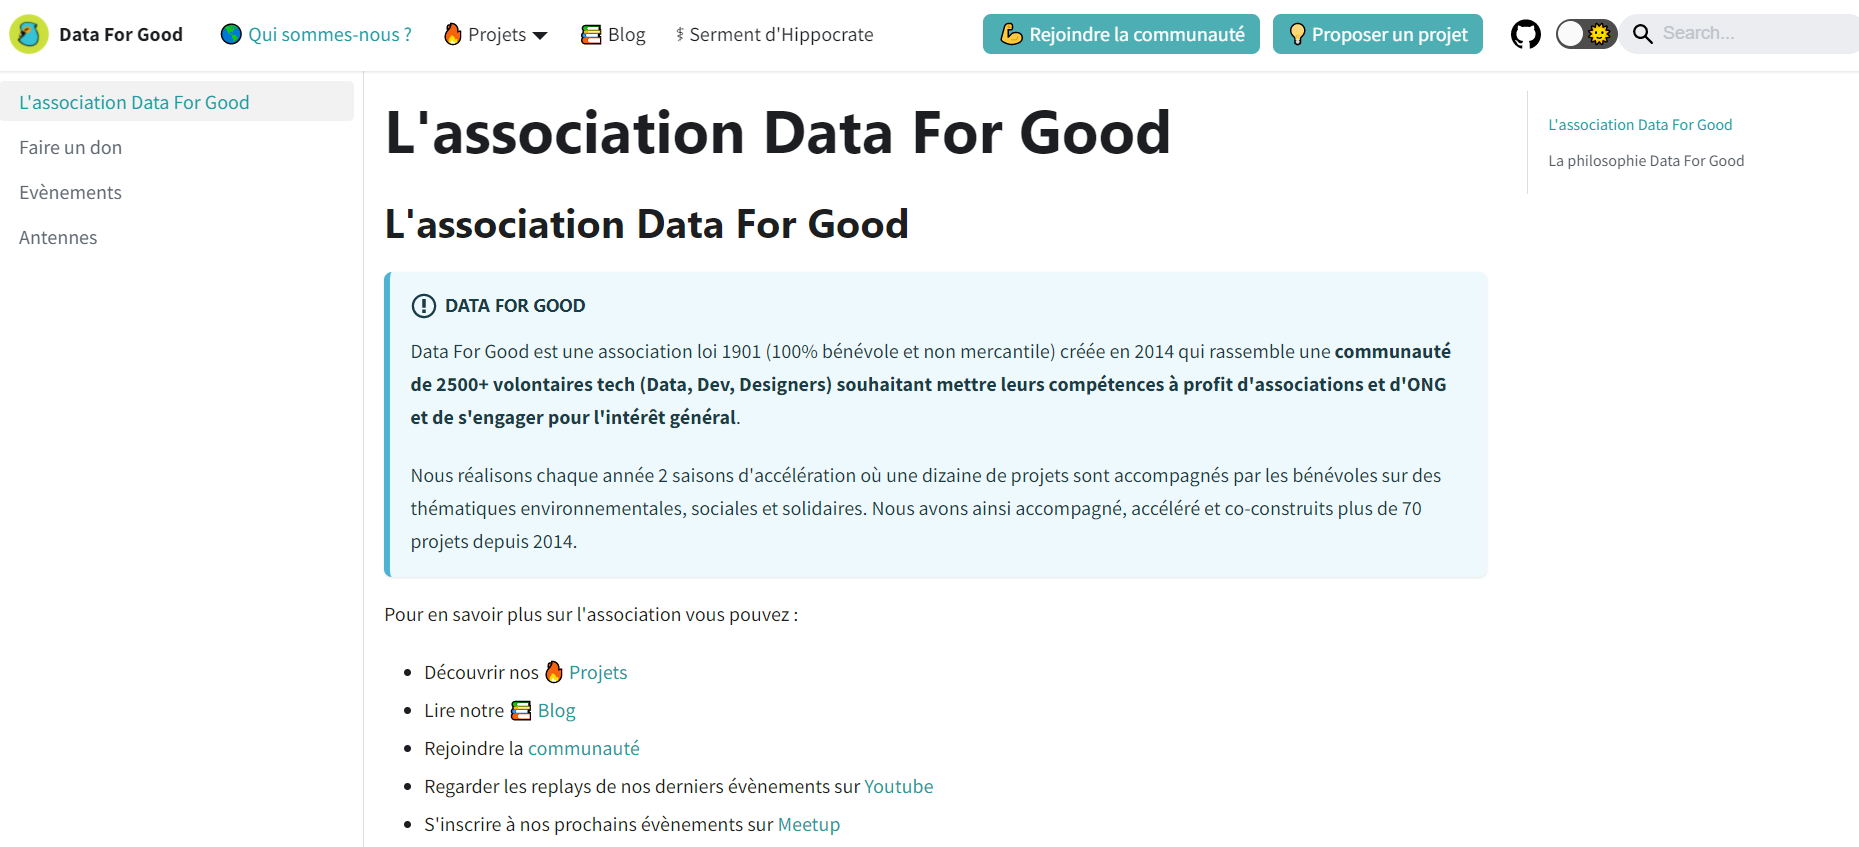 Data For Good
Qui sommes-nous ?
Projets
Blog
⚕ Serment d'Hippocrate
Rejoindre la communauté
Proposer un projet
Search...
L'association Data For Good
Faire un don
Evènements
Antennes
L'association Data For Good
L'association Data For Good
DATA FOR GOOD
Data For Good est une association loi 1901 (100% bénévole et non mercantile) créée en 2014 qui rassemble une communauté
de 2500+ volontaires tech (Data, Dev, Designers) souhaitant mettre leurs compétences à profit d'associations et d'ONG
et de s'engager pour l'intérêt général.
Nous réalisons chaque année 2 saisons d'accélération où une dizaine de projets sont accompagnés par les bénévoles sur des
thématiques environnementales, sociales et solidaires. Nous avons ainsi accompagné, accéléré et co-construits plus de 70
projets depuis 2014.
Pour en savoir plus sur l'association vous pouvez :
Découvrir nos 🔥 Projets
Lire notre 📚 Blog
Rejoindre la communauté
Regarder les replays de nos derniers évènements sur Youtube
S'inscrire à nos prochains évènements sur Meetup
L'association Data For Good
La philosophie Data For Good